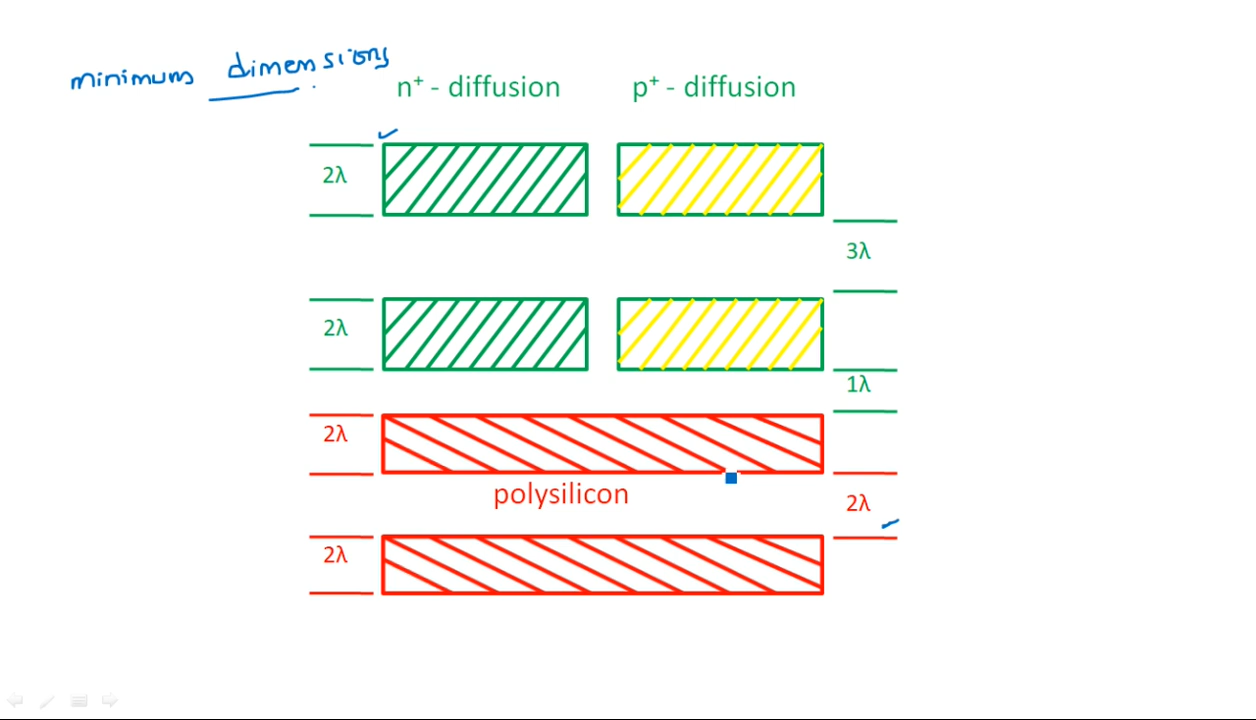 minimum dimensions
n⁺ - diffusion p⁺ - diffusion
2λ
3λ
2λ
1λ
2λ
polysilicon
2λ
2λ